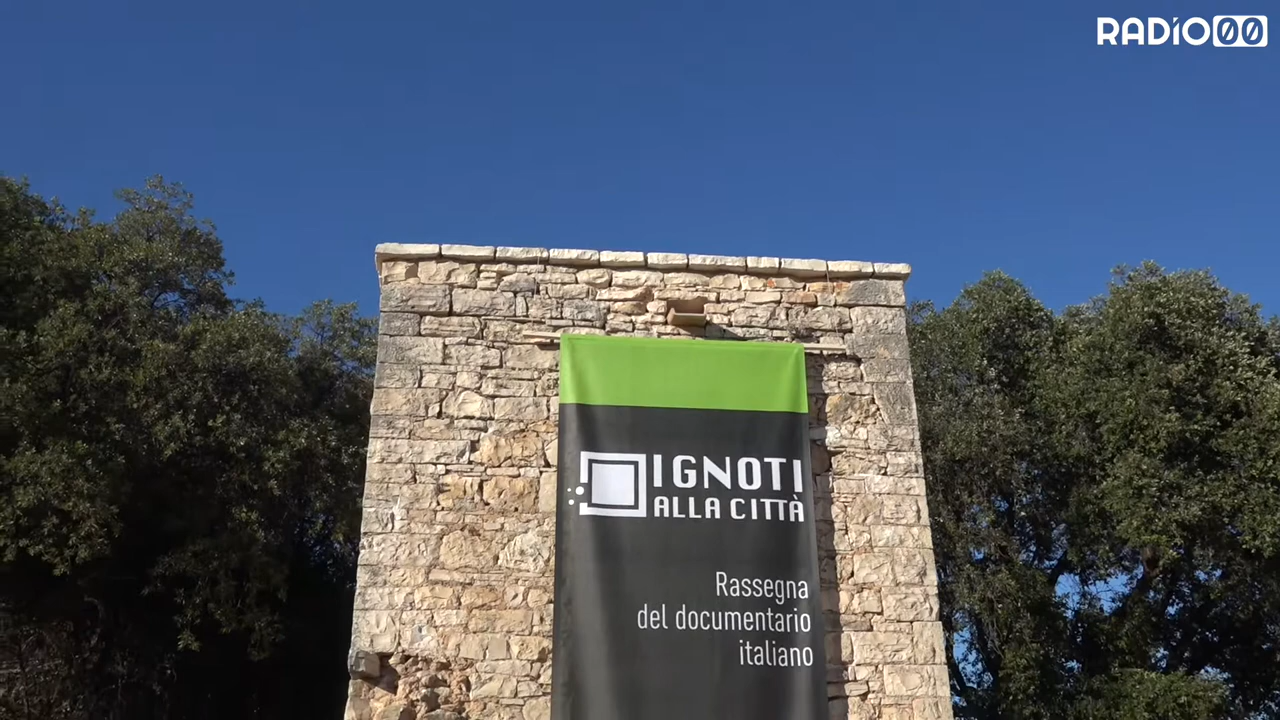 RADIO00
IGNOTI
ALLA CITTÀ
Rassegna
del documentario
italiano